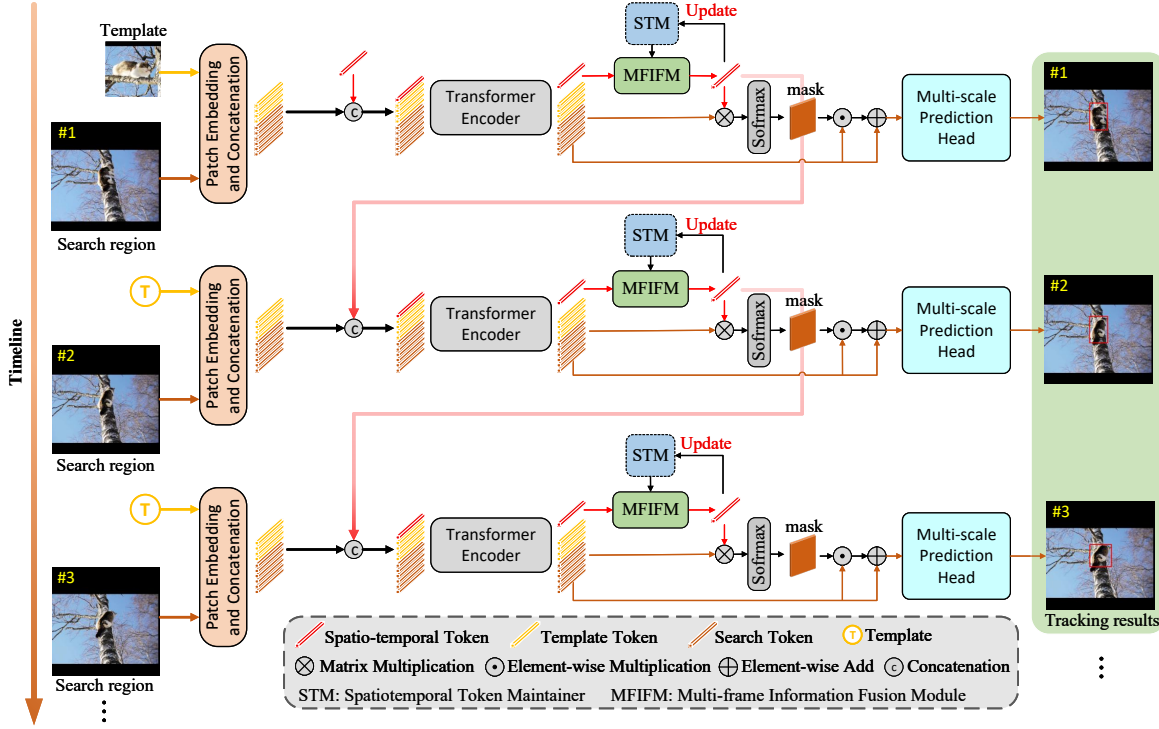 Template
Patch Embedding
and Concatenation
#1
Search region
c
Transformer
Encoder
STM
Update
MFIFM
Sofrmax
mask
Multi-scale
Prediction
Head
#1
Timeline
T
Patch Embedding
and Concatenation
#2
Search region
c
Transformer
Encoder
STM
Update
MFIFM
Sofrmax
mask
Multi-scale
Prediction
Head
#2
T
Patch Embedding
and Concatenation
#3
Search region
c
Transformer
Encoder
STM
Update
MFIFM
Sofrmax
mask
Multi-scale
Prediction
Head
#3
Tracking results
Spatio-temporal Token
Template Token
Search Token
T
Template
Matrix Multiplication
Element-wise Multiplication
Element-wise Add
c
Concatenation
STM: Spatiotemporal Token Maintainer
MFIFM: Multi-frame Information Fusion Module